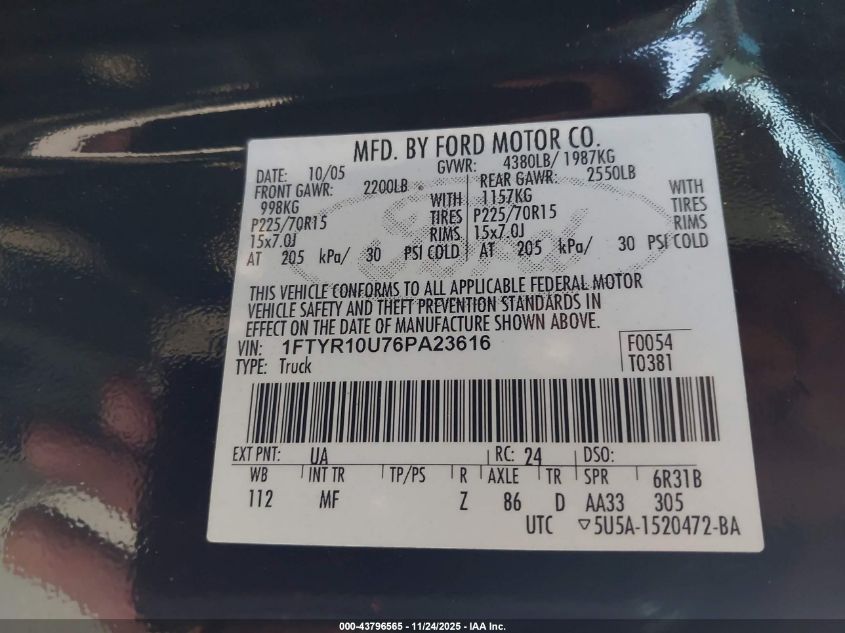 MFD. BY FORD MOTOR CO.
DATE: 10/05 GVWR: 4380LB/ 1987KG
FRONT GAWR: 2200LB REAR GAWR: 2550LB
998KG WITH 1157KG WITH
P225/70R15 TIRES P225/70R15 TIRES
15x7.0J RIMS 15x7.0J RIMS
AT 205 kPa/ 30 PSI COLD AT 205 kPa/ 30 PSI COLD
Ford
THIS VEHICLE CONFORMS TO ALL APPLICABLE FEDERAL MOTOR
VEHICLE SAFETY AND THEFT PREVENTION STANDARDS IN
EFFECT ON THE DATE OF MANUFACTURE SHOWN ABOVE.
VIN: 1FTYR10U76PA23616 F0054
TYPE: Truck T0381
EXT PNT: UA RC: 24 DSO:
WB INT TR TP/PS R AXLE TR SPR 6R31B
112 MF Z 86 D AA33 305
UTC ▽5U5A-1520472-BA
000-43796565 - 11/24/2025 - IAA Inc.